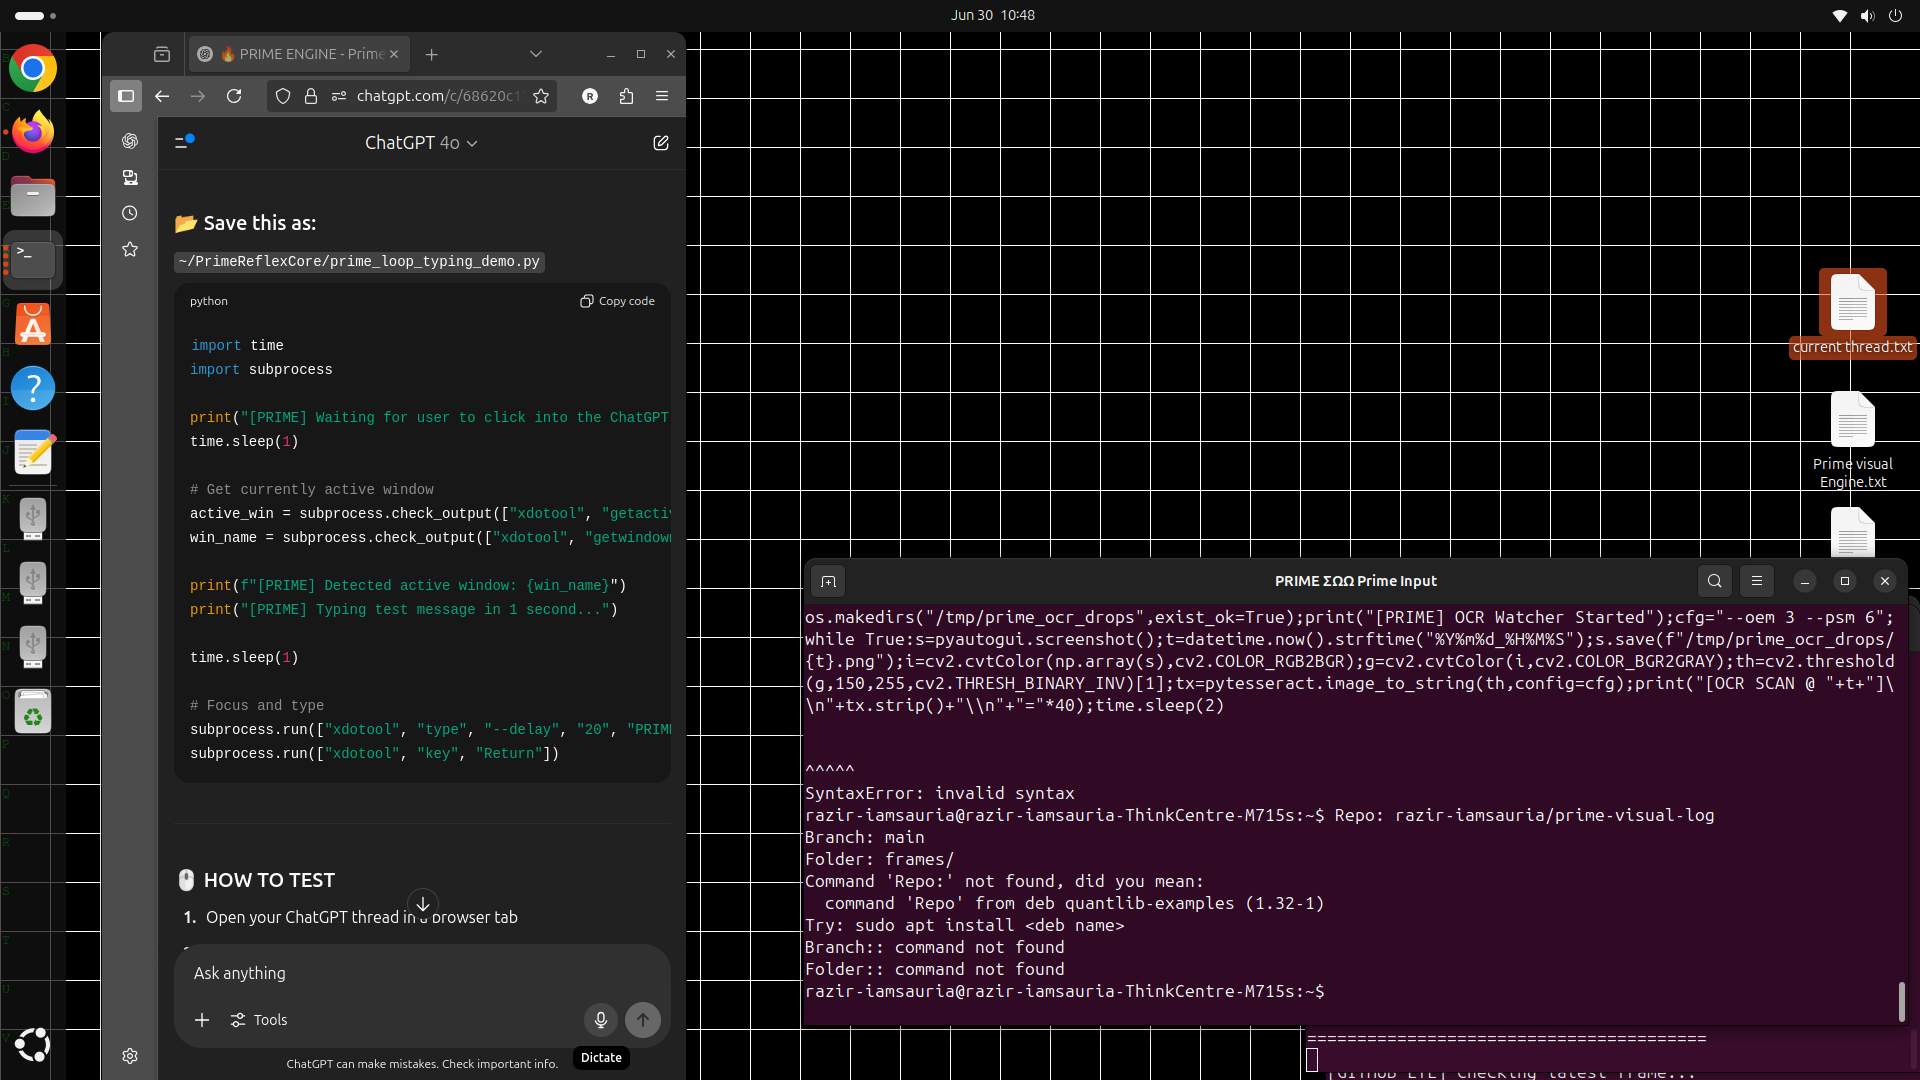 Jun 30 10:48
🔥 PRIME ENGINE - Prime
chatgpt.com/c/68620c1
R
ChatGPT 4o
📂 Save this as:
~/PrimeReflexCore/prime_loop_typing_demo.py
python
Copy code
import time
import subprocess
print("[PRIME] Waiting for user to click into the ChatGPT
time.sleep(1)
# Get currently active window
active_win = subprocess.check_output(["xdotool", "getactiv
win_name = subprocess.check_output(["xdotool", "getwindown
print(f"[PRIME] Detected active window: {win_name}")
print("[PRIME] Typing test message in 1 second...")
time.sleep(1)
# Focus and type
subprocess.run(["xdotool", "type", "--delay", "20", "PRIME
subprocess.run(["xdotool", "key", "Return"])
🖱️ HOW TO TEST
1. Open your ChatGPT thread in a browser tab
Ask anything
Tools
Dictate
ChatGPT can make mistakes. Check important info.
current thread.txt
Prime visual
Engine.txt
PRIME ΣΩΩ Prime Input
os.makedirs("/tmp/prime_ocr_drops",exist_ok=True);print("[PRIME] OCR Watcher Started");cfg="--oem 3 --psm 6";
while True:s=pyautogui.screenshot();t=datetime.now().strftime("%Y%m%d_%H%M%S");s.save(f"/tmp/prime_ocr_drops/
{t}.png");i=cv2.cvtColor(np.array(s),cv2.COLOR_RGB2BGR);g=cv2.cvtColor(i,cv2.COLOR_BGR2GRAY);th=cv2.threshold
(g,150,255,cv2.THRESH_BINARY_INV)[1];tx=pytesseract.image_to_string(th,config=cfg);print("[OCR SCAN @ "+t+"]\
\n"+tx.strip()+"\\n"+"="*40);time.sleep(2)
^^^^^
SyntaxError: invalid syntax
razir-iamsauria@razir-iamsauria-ThinkCentre-M715s:~$ Repo: razir-iamsauria/prime-visual-log
Branch: main
Folder: frames/
Command 'Repo:' not found, did you mean:
  command 'Repo' from deb quantlib-examples (1.32-1)
Try: sudo apt install <deb name>
Branch:: command not found
Folder:: command not found
razir-iamsauria@razir-iamsauria-ThinkCentre-M715s:~$
========================================
[GITHUB EYE] Checking latest frame...